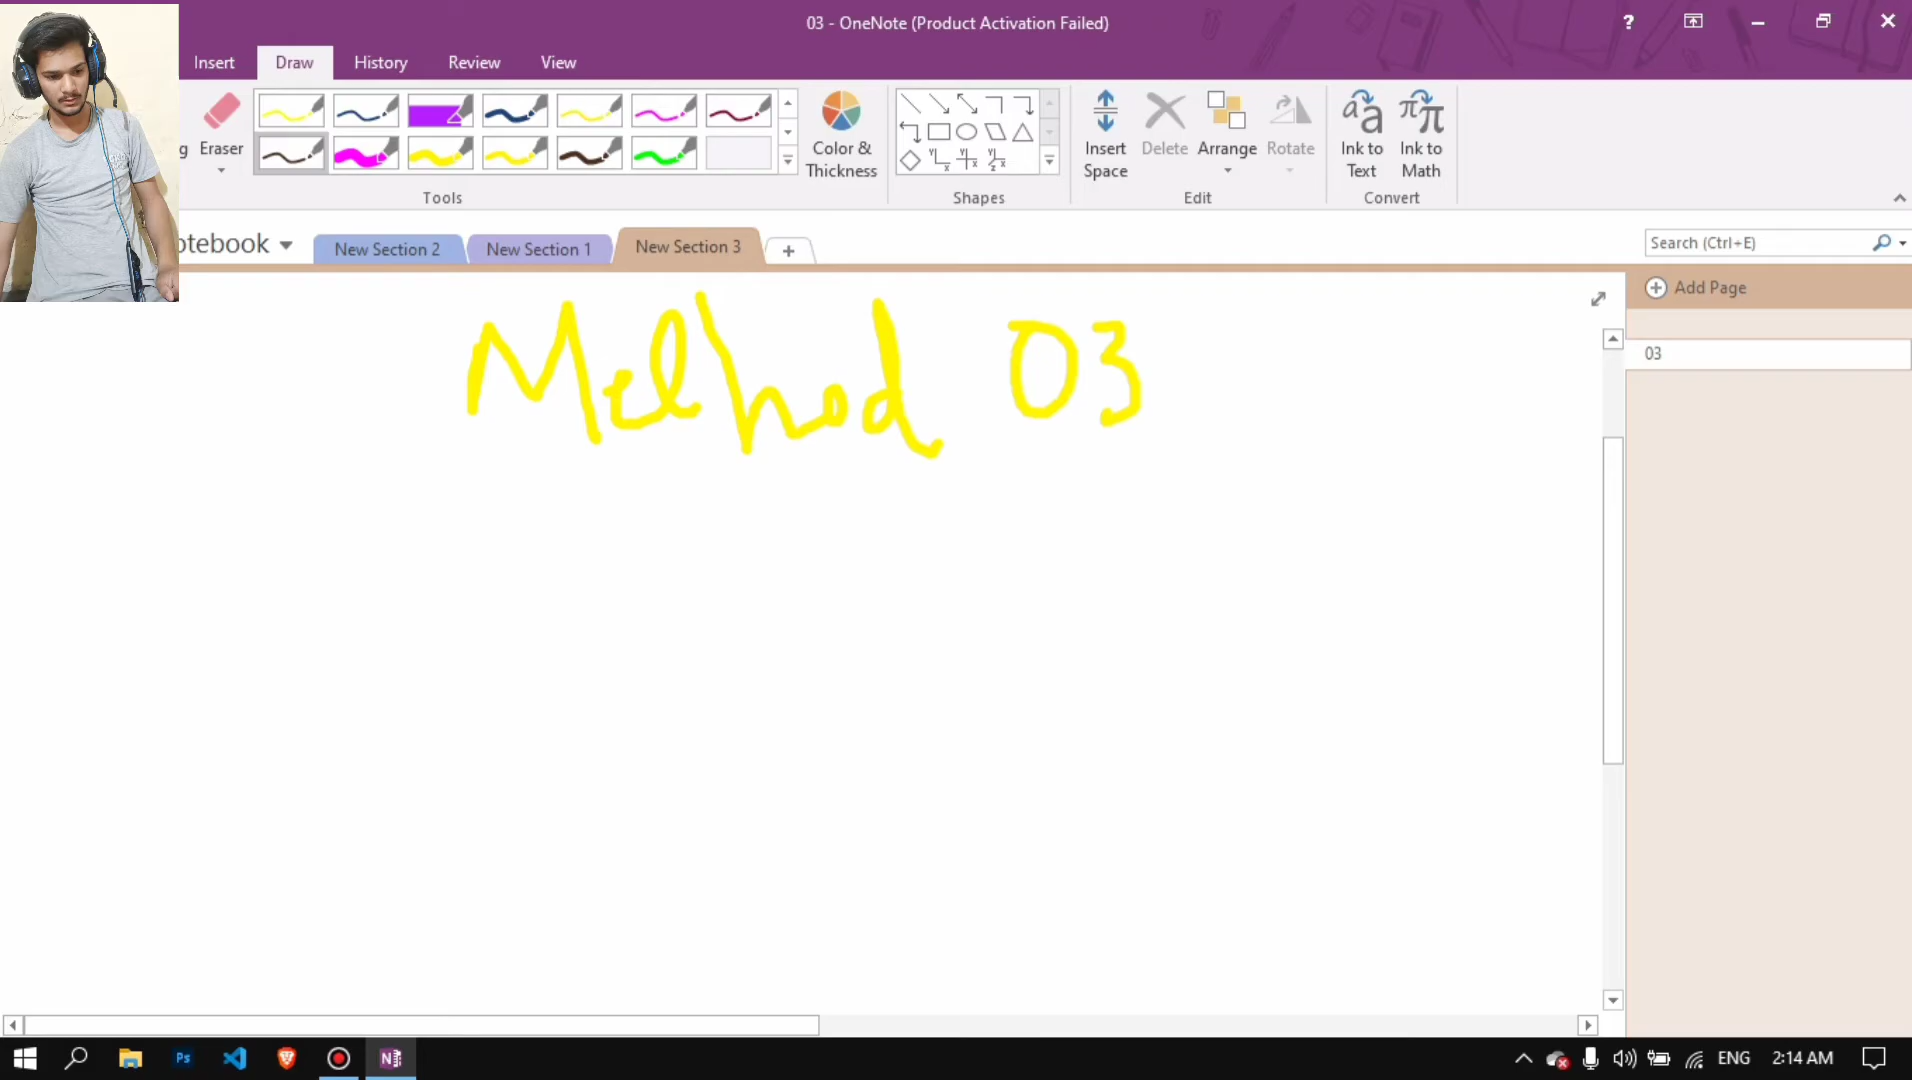 03 - OneNote (Product Activation Failed)
?
Insert Draw History Review View
g Eraser
Color & Thickness
Insert Space
Delete
Arrange
Rotate
Ink to Text
Ink to Math
Tools Shapes Edit Convert
otebook New Section 2 New Section 1 New Section 3 +
Search (Ctrl+E)
Add Page
03
Method 03
Ps N ENG 2:14 AM